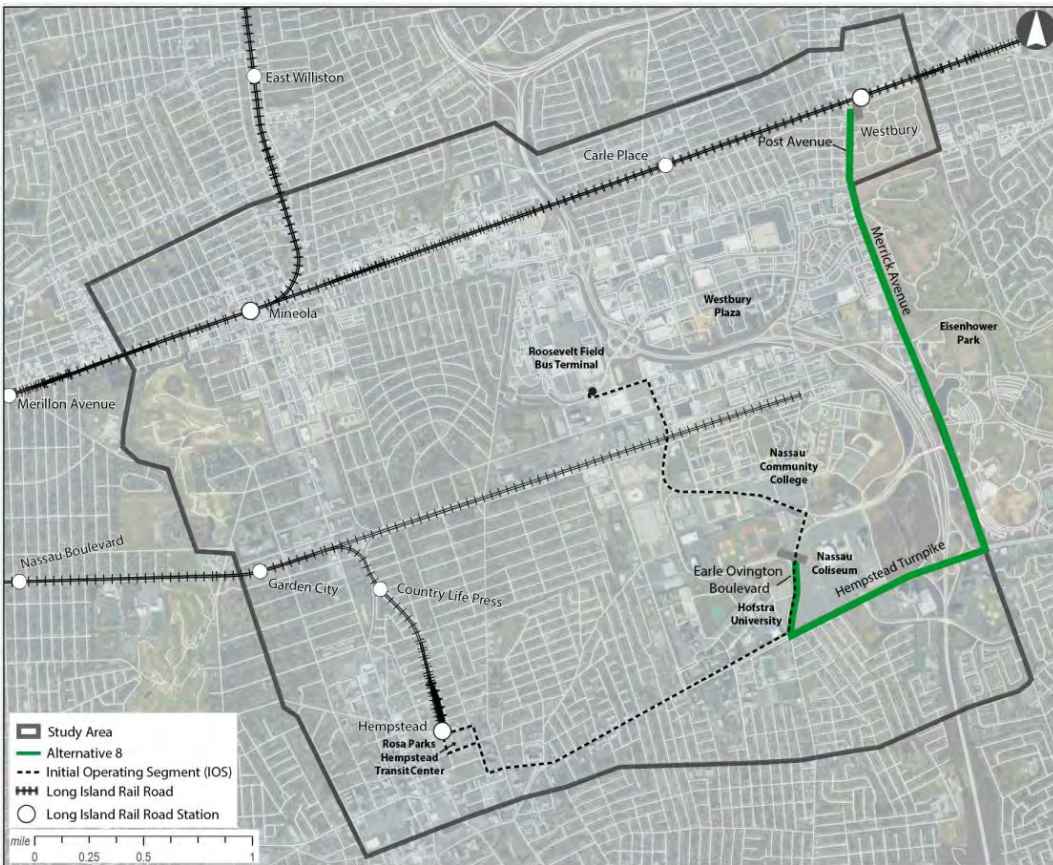 East Williston
Westbury
Carle Place
Post Avenue
Merrick Avenue
Mineola
Westbury
Plaza
Eisenhower
Park
Roosevelt Field
Bus Terminal
Merillon Avenue
Nassau
Community
College
Nassau Boulevard
Garden City
Country Life Press
Earle Ovington
Boulevard
Nassau
Coliseum
Hempstead Turnpike
Hofstra
University
Hempstead
Rosa Parks
Hempstead
Transit Center
Study Area
Alternative 8
Initial Operating Segment (IOS)
Long Island Rail Road
Long Island Rail Road Station
mile
0 0.25 0.5 1